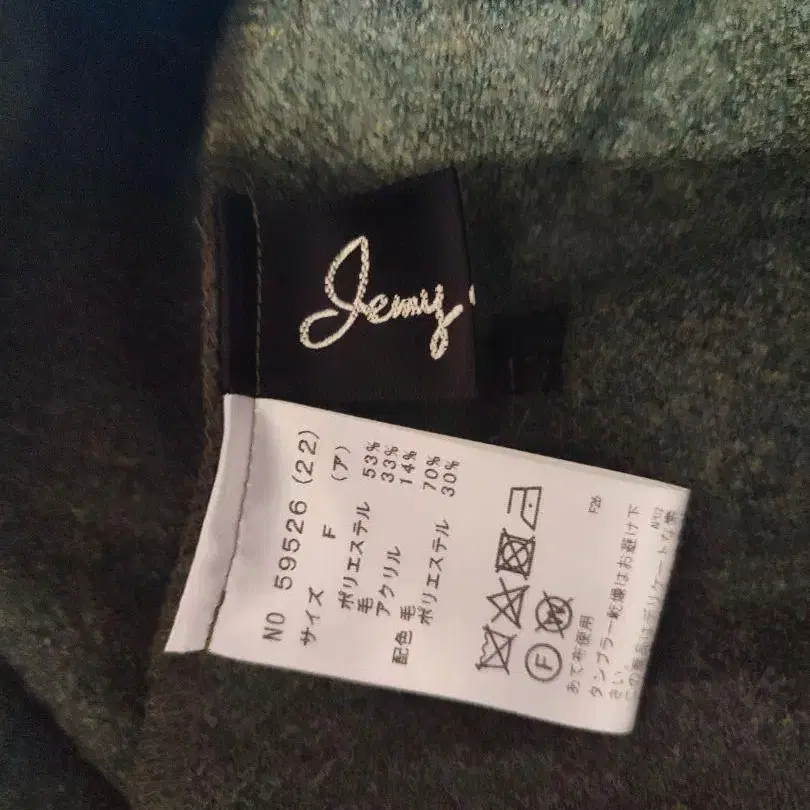 Jemy
NO 59526 (22)
サイズ F (ア)
ポリエステル 53%
毛 33%
アクリル 14%
配色 毛 70%
ポリエステル 30%
F
F26
あて布使用
タンブラー乾燥はお避け下
さい。